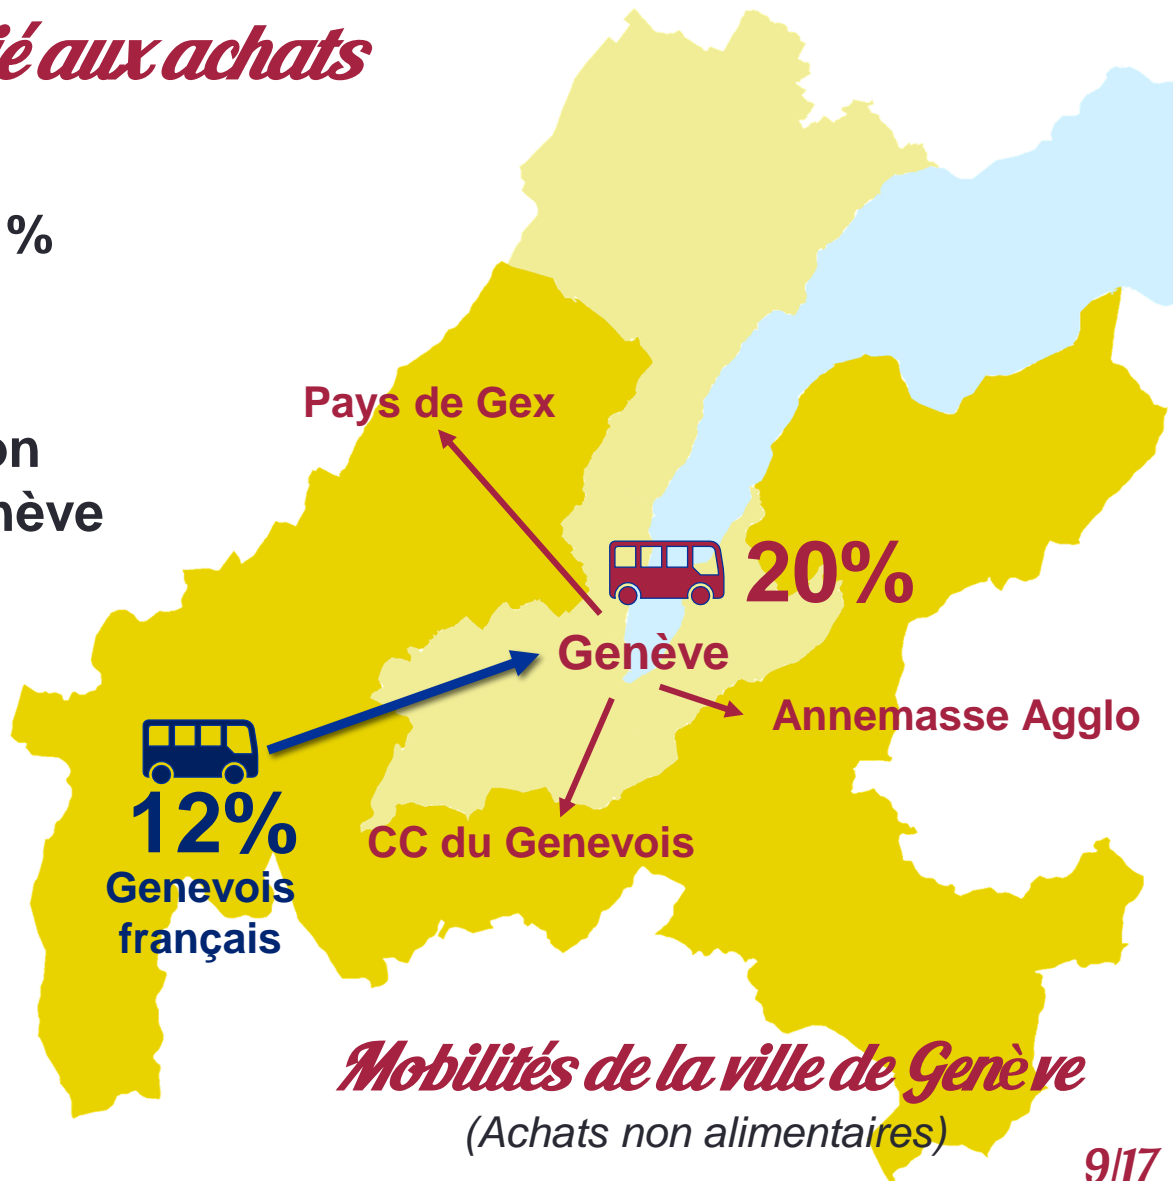 ié aux achats
%
on
nève
Pays de Gex
20%
Genève
Annemasse Agglo
12%
Genevois
français
CC du Genevois
Mobilités de la ville de Genève
(Achats non alimentaires)
9/17